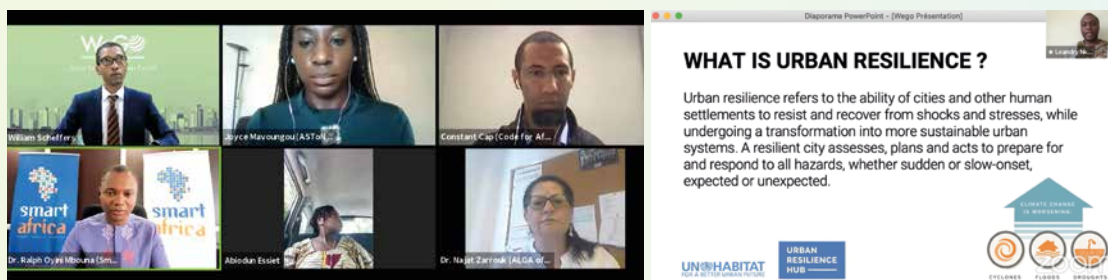 WeGO
William Scheffers
Joyce Mavoungou (ASToN...
Constant Cap (Code for Af...
smart africa
smart africa
Dr. Ralph Oyini Mbouna (Sm...
Abiodun Essiet
Dr. Najat Zarrouk (ALGA of...
Diaporame PowerPoint - [Wego Présentation]
WHAT IS URBAN RESILIENCE ?
Urban resilience refers to the ability of cities and other human
settlements to resist and recover from shocks and stresses, while
undergoing a transformation into more sustainable urban
systems. A resilient city assesses, plans and acts to prepare for
and respond to all hazards, whether sudden or slow-onset,
expected or unexpected.
CLIMATE CHANGE
IS WORSENING:
UN HABITAT
FOR A BETTER URBAN FUTURE
URBAN
RESILIENCE
HUB
CYCLONES FLOODS DROUGHTS
zoom